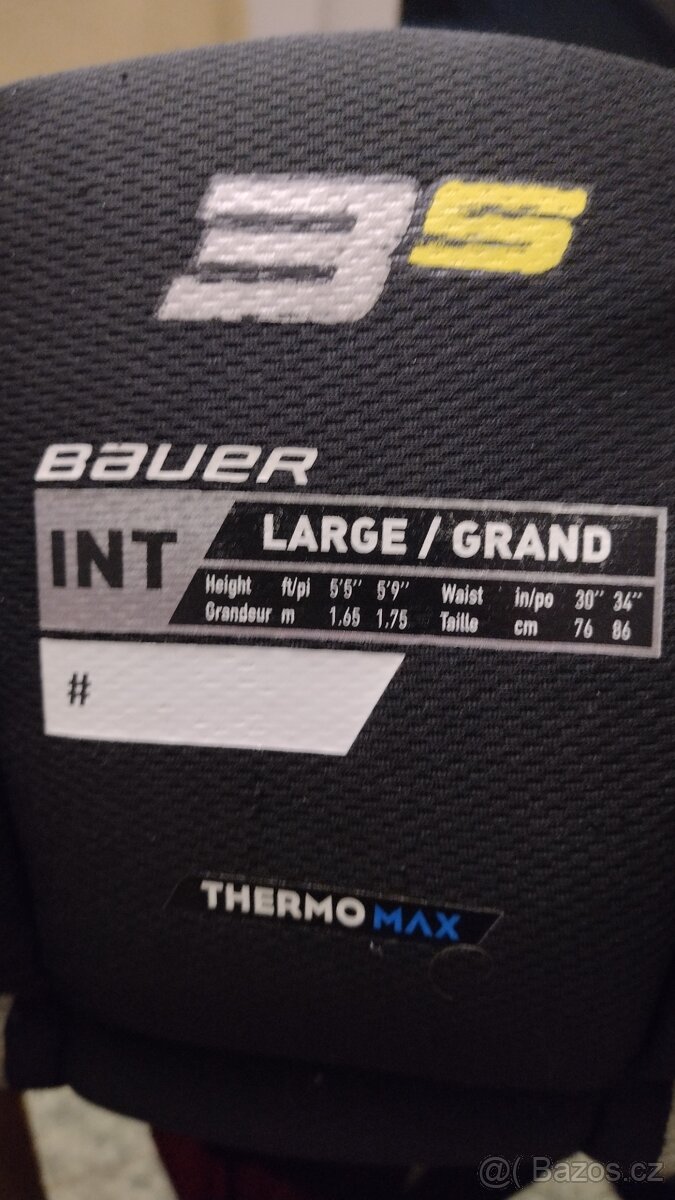 3S
BAUER
INT
LARGE / GRAND
Height ft/pi 5'5'' 5'9'' Waist in/po 30'' 34''
Grandeur m 1.65 1.75 Taille cm 76 86
#
THERMO MAX
@( Bazos.cz